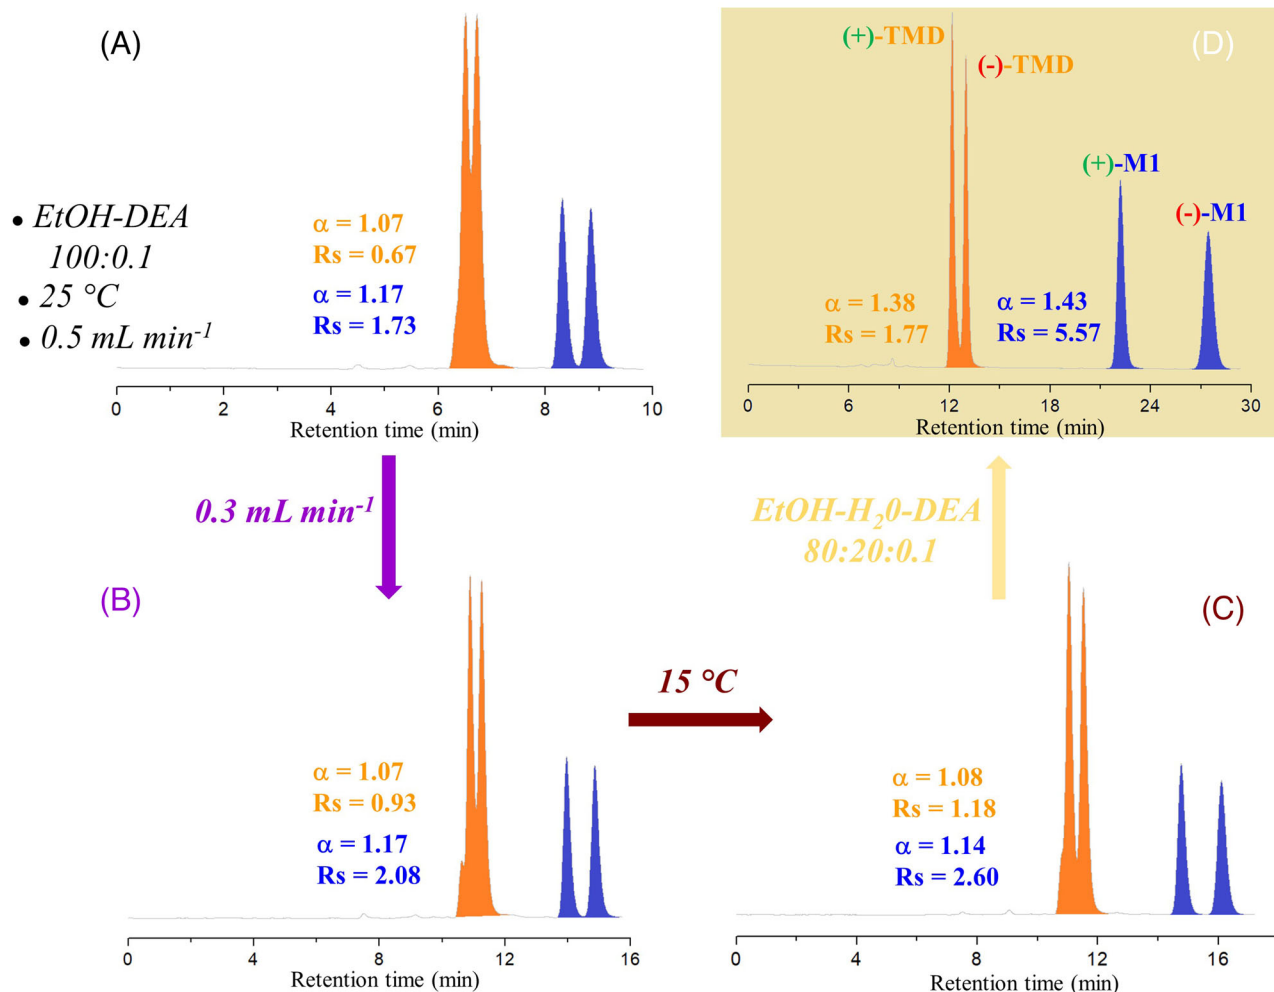 (A)
• EtOH-DEA
100:0.1
• 25 °C
• 0.5 mL min-1
α = 1.07
Rs = 0.67
α = 1.17
Rs = 1.73
0 2 4 6 8 10
Retention time (min)
(D)
(+)-TMD
(-)-TMD
(+)-M1
(-)-M1
α = 1.38
Rs = 1.77
α = 1.43
Rs = 5.57
0 6 12 18 24 30
Retention time (min)
0.3 mL min-1
EtOH-H20-DEA
80:20:0.1
(B)
α = 1.07
Rs = 0.93
α = 1.17
Rs = 2.08
0 4 8 12 16
Retention time (min)
15 °C
(C)
α = 1.08
Rs = 1.18
α = 1.14
Rs = 2.60
0 4 8 12 16
Retention time (min)